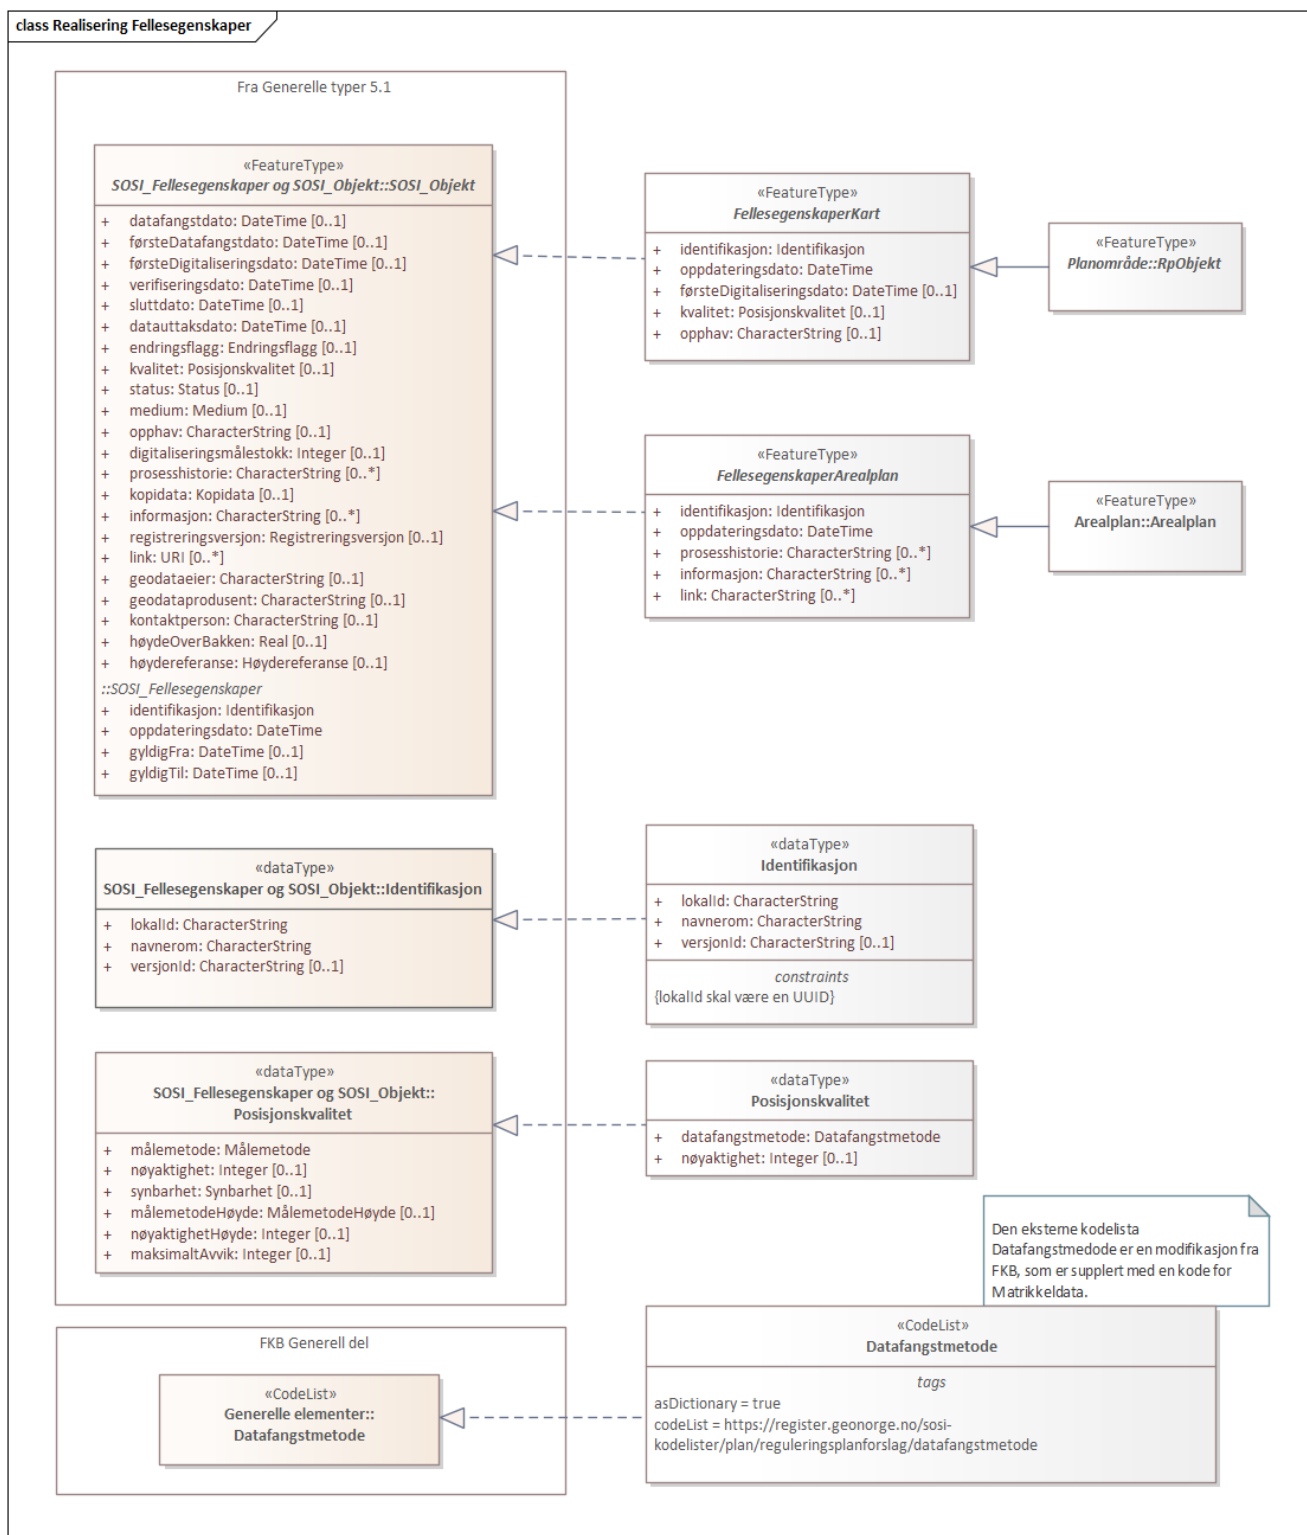 class Realisering Fellesegenskaper
Fra Generelle typer 5.1
«FeatureType»
SOSI_Fellesegenskaper og SOSI_Objekt::SOSI_Objekt
+ datafangstdato: DateTime [0..1]
+ førsteDatafangstdato: DateTime [0..1]
+ førsteDigitaliseringsdato: DateTime [0..1]
+ verifiseringsdato: DateTime [0..1]
+ sluttdato: DateTime [0..1]
+ datauttaksdato: DateTime [0..1]
+ endringsflagg: Endringsflagg [0..1]
+ kvalitet: Posisjonskvalitet [0..1]
+ status: Status [0..1]
+ medium: Medium [0..1]
+ opphav: CharacterString [0..1]
+ digitaliseringsmålestokk: Integer [0..1]
+ prosesshistorie: CharacterString [0..*]
+ kopidata: Kopidata [0..1]
+ informasjon: CharacterString [0..*]
+ registreringsversjon: Registreringsversjon [0..1]
+ link: URI [0..*]
+ geodataeier: CharacterString [0..1]
+ geodataprodusent: CharacterString [0..1]
+ kontaktperson: CharacterString [0..1]
+ høydeOverBakken: Real [0..1]
+ høydereferanse: Høydereferanse [0..1]
::SOSI_Fellesegenskaper
+ identifikasjon: Identifikasjon
+ oppdateringsdato: DateTime
+ gyldigFra: DateTime [0..1]
+ gyldigTil: DateTime [0..1]
«FeatureType»
FellesegenskaperKart
+ identifikasjon: Identifikasjon
+ oppdateringsdato: DateTime
+ førsteDigitaliseringsdato: DateTime [0..1]
+ kvalitet: Posisjonskvalitet [0..1]
+ opphav: CharacterString [0..1]
«FeatureType»
Planområde::RpObjekt
«FeatureType»
FellesegenskaperArealplan
+ identifikasjon: Identifikasjon
+ oppdateringsdato: DateTime
+ prosesshistorie: CharacterString [0..*]
+ informasjon: CharacterString [0..*]
+ link: CharacterString [0..*]
«FeatureType»
Arealplan::Arealplan
«dataType»
SOSI_Fellesegenskaper og SOSI_Objekt::Identifikasjon
+ lokalId: CharacterString
+ navnerom: CharacterString
+ versjonId: CharacterString [0..1]
«dataType»
Identifikasjon
+ lokalId: CharacterString
+ navnerom: CharacterString
+ versjonId: CharacterString [0..1]
constraints
{lokalId skal være en UUID}
«dataType»
SOSI_Fellesegenskaper og SOSI_Objekt::
Posisjonskvalitet
+ målemetode: Målemetode
+ nøyaktighet: Integer [0..1]
+ synbarhet: Synbarhet [0..1]
+ målemetodeHøyde: MålemetodeHøyde [0..1]
+ nøyaktighetHøyde: Integer [0..1]
+ maksimaltAvvik: Integer [0..1]
«dataType»
Posisjonskvalitet
+ datafangstmetode: Datafangstmetode
+ nøyaktighet: Integer [0..1]
Den eksterne kodelista
Datafangstmedode er en modifikasjon fra
FKB, som er supplert med en kode for
Matrikkeldata.
FKB Generell del
«CodeList»
Generelle elementer::
Datafangstmetode
«CodeList»
Datafangstmetode
tags
asDictionary = true
codeList = https://register.geonorge.no/sosi-
kodelister/plan/reguleringsplanforslag/datafangstmetode